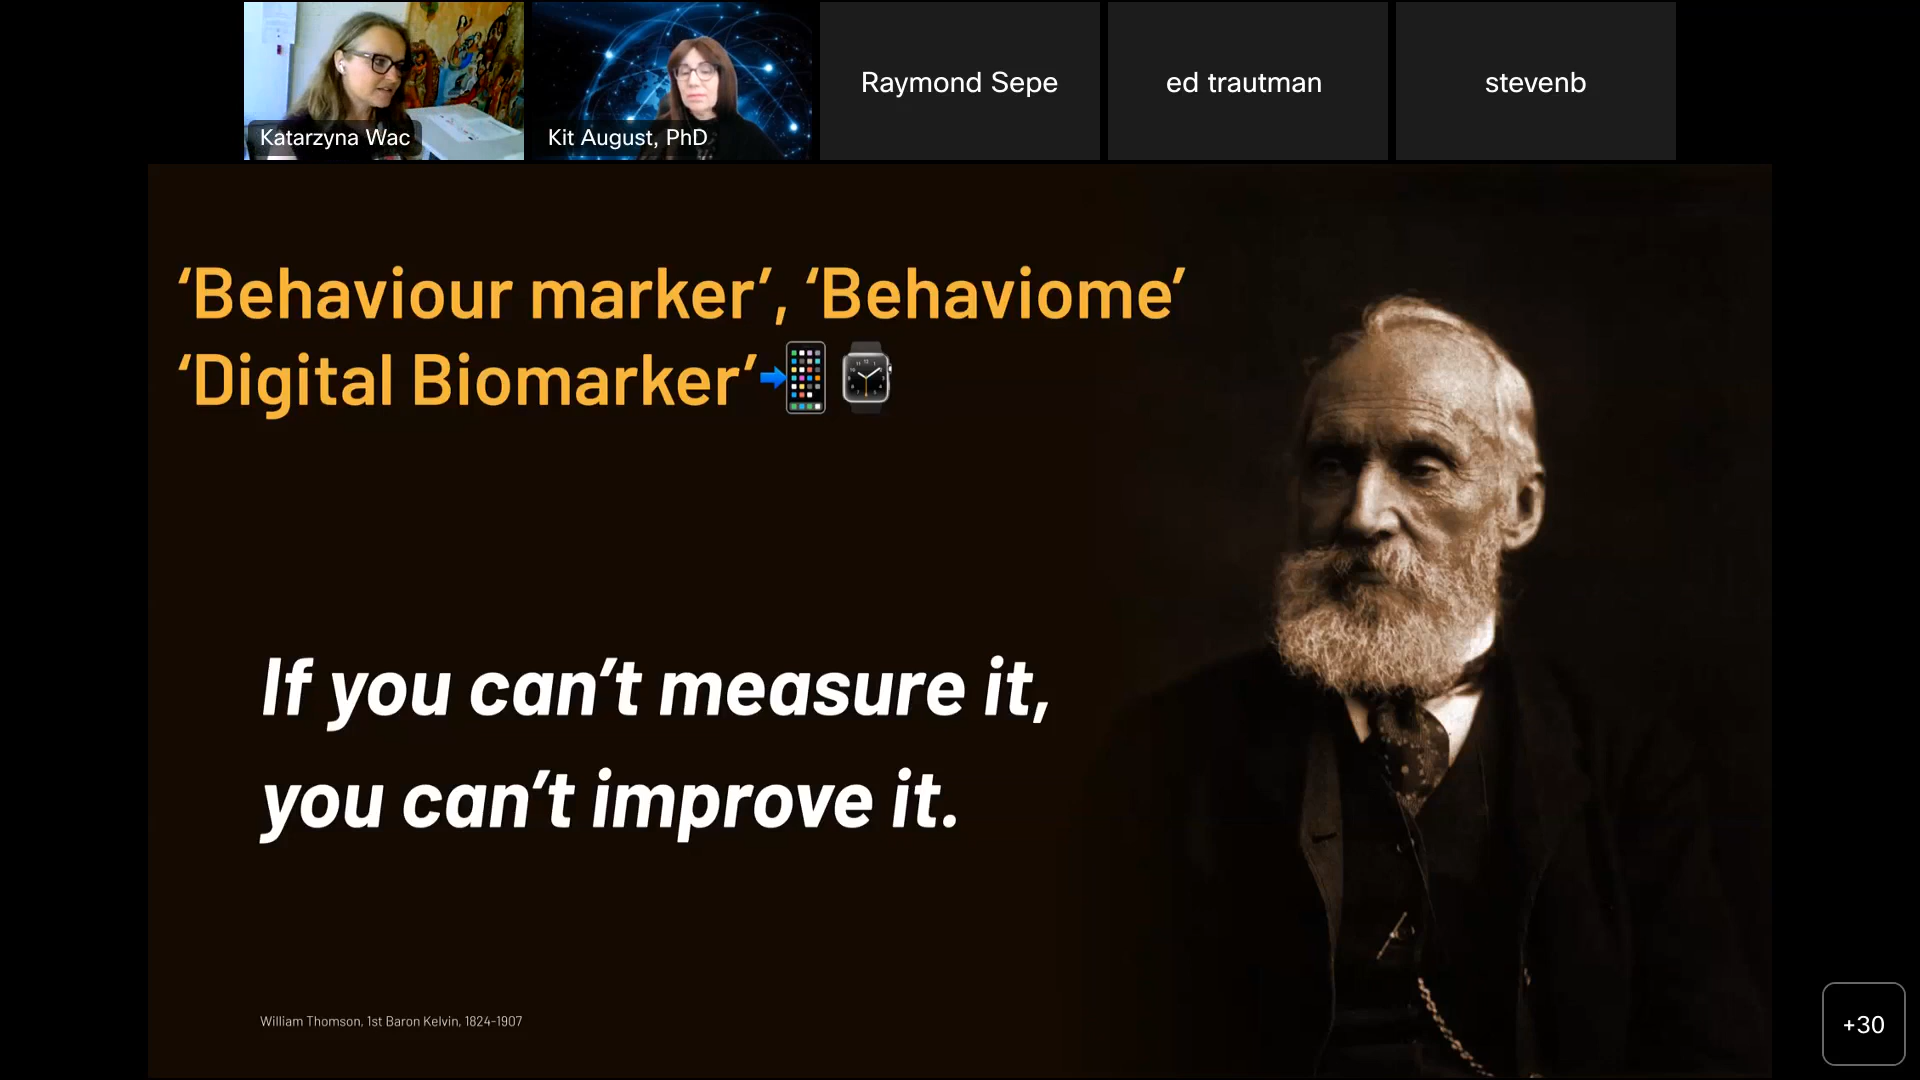 Katarzyna Wac
Kit August, PhD
Raymond Sepe
ed trautman
stevenb
‘Behaviour marker’, ‘Behaviome’
‘Digital Biomarker’
If you can’t measure it,
you can’t improve it.
William Thomson, 1st Baron Kelvin, 1824-1907
+30